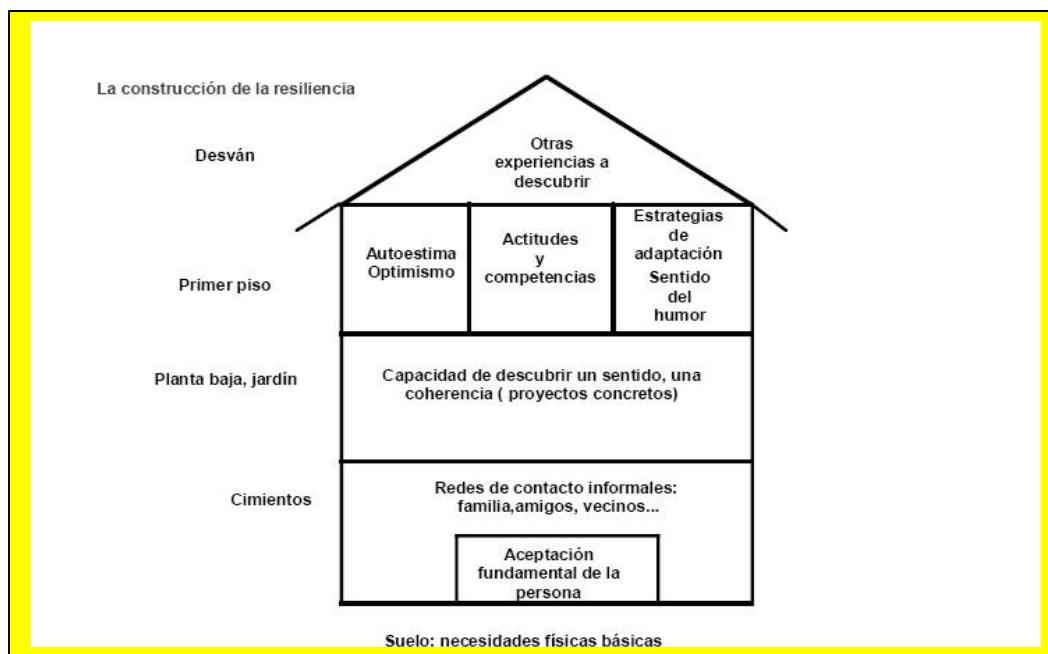 La construcción de la resiliencia
Desván
Otras
experiencias a
descubrir
Primer piso
Autoestima
Optimismo
Actitudes
y
competencias
Estrategias
de
adaptación
Sentido
del
humor
Planta baja, jardín
Capacidad de descubrir un sentido, una
coherencia ( proyectos concretos)
Cimientos
Redes de contacto informales:
familia,amigos, vecinos...
Aceptación
fundamental de la
persona
Suelo: necesidades físicas básicas